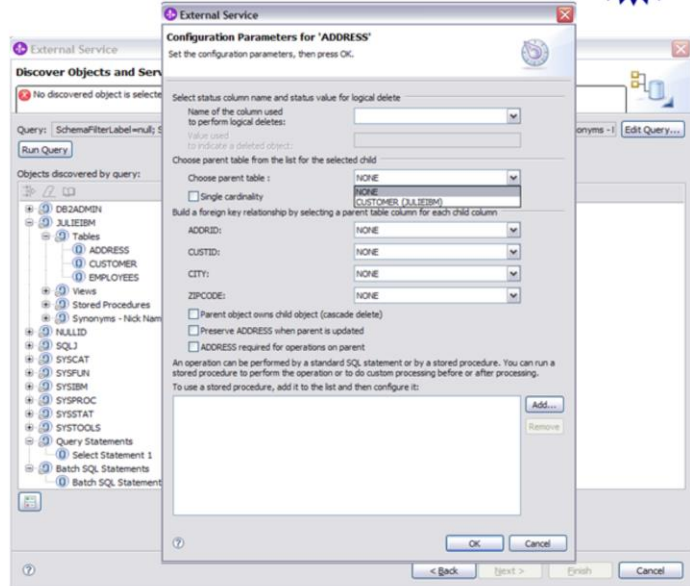 External Service
Configuration Parameters for 'ADDRESS'
Set the configuration parameters, then press OK.
Select status column name and status value for logical delete
Name of the column used
to perform logical deletes:
Value used
to indicate a deleted object:
Choose parent table from the list for the selected child
Choose parent table :
NONE
NONE
CUSTOMER (JULIEIBM)
Single cardinality
Build a foreign key relationship by selecting a parent table column for each child column
ADDRID:
NONE
CUSTID:
NONE
CITY:
NONE
ZIPCODE:
NONE
Parent object owns child object (cascade delete)
Preserve ADDRESS when parent is updated
ADDRESS required for operations on parent
An operation can be performed by a standard SQL statement or by a stored procedure. You can run a
stored procedure to perform the operation or to do custom processing before or after processing.
To use a stored procedure, add it to the list and then configure it:
Add...
Remove
OK
Cancel
External Service
Discover Objects and Serv
No discovered object is selecte
Query:
SchemaFilterLabel=null; S
onyms - I
Edit Query...
Run Query
Objects discovered by query:
DB2ADMIN
JULIEIBM
Tables
ADDRESS
CUSTOMER
EMPLOYEES
Views
Stored Procedures
Synonyms - Nick Nam
NULLID
SQLJ
SYSCAT
SYSFUN
SYSIBM
SYSPROC
SYSSTAT
SYSTOOLS
Query Statements
Select Statement 1
Batch SQL Statements
Batch SQL Statement
< Back
Next >
Finish
Cancel